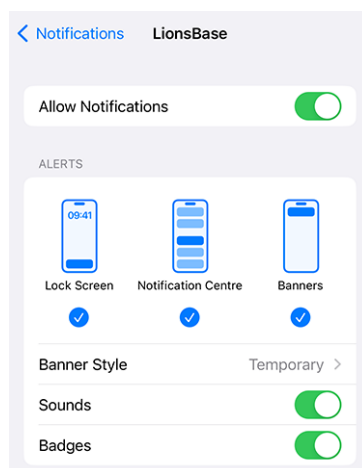 Notifications LionsBase
Allow Notifications
ALERTS
09:41
Lock Screen Notification Centre Banners
Banner Style Temporary
Sounds
Badges